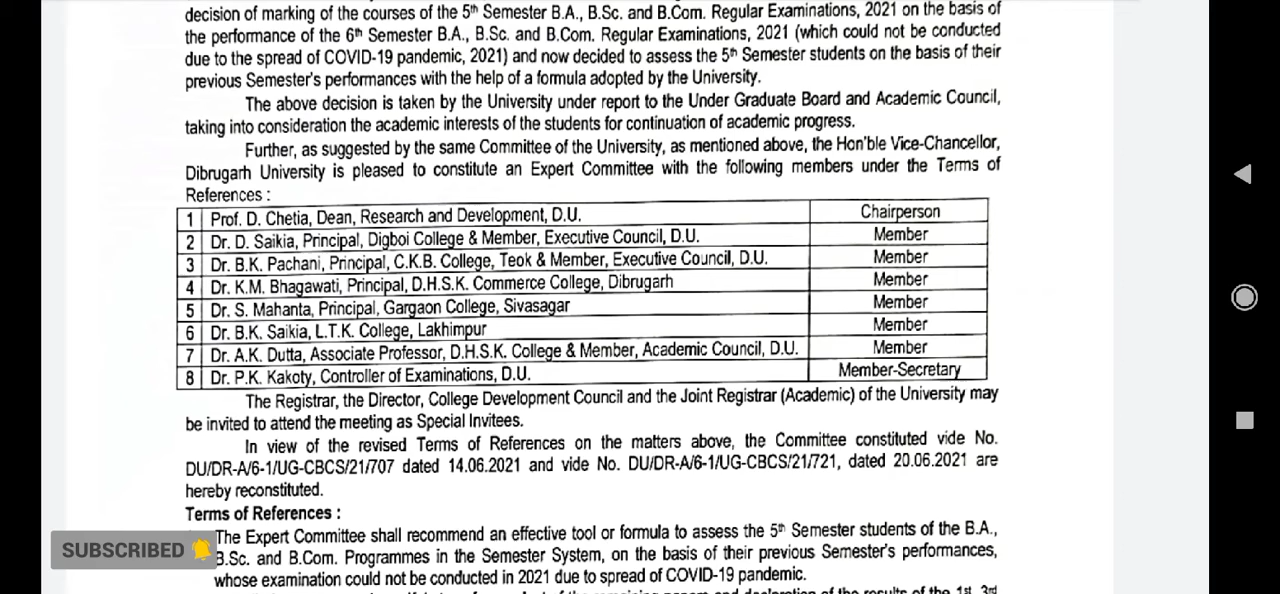 decision of marking of the courses of the 5th Semester B.A., B.Sc. and B.Com. Regular Examinations, 2021 on the basis of
the performance of the 6th Semester B.A., B.Sc. and B.Com. Regular Examinations, 2021 (which could not be conducted
due to the spread of COVID-19 pandemic, 2021) and now decided to assess the 5th Semester students on the basis of their
previous Semester's performances with the help of a formula adopted by the University.
The above decision is taken by the University under report to the Under Graduate Board and Academic Council,
taking into consideration the academic interests of the students for continuation of academic progress.
Further, as suggested by the same Committee of the University, as mentioned above, the Hon'ble Vice-Chancellor,
Dibrugarh University is pleased to constitute an Expert Committee with the following members under the Terms of
References :
1 Prof. D. Chetia, Dean, Research and Development, D.U. Chairperson
2 Dr. D. Saikia, Principal, Digboi College & Member, Executive Council, D.U. Member
3 Dr. B.K. Pachani, Principal, C.K.B. College, Teok & Member, Executive Council, D.U. Member
4 Dr. K.M. Bhagawati, Principal, D.H.S.K. Commerce College, Dibrugarh Member
5 Dr. S. Mahanta, Principal, Gargaon College, Sivasagar Member
6 Dr. B.K. Saikia, L.T.K. College, Lakhimpur Member
7 Dr. A.K. Dutta, Associate Professor, D.H.S.K. College & Member, Academic Council, D.U. Member
8 Dr. P.K. Kakoty, Controller of Examinations, D.U. Member-Secretary
The Registrar, the Director, College Development Council and the Joint Registrar (Academic) of the University may
be invited to attend the meeting as Special Invitees.
In view of the revised Terms of References on the matters above, the Committee constituted vide No.
DU/DR-A/6-1/UG-CBCS/21/707 dated 14.06.2021 and vide No. DU/DR-A/6-1/UG-CBCS/21/721, dated 20.06.2021 are
hereby reconstituted.
Terms of References :
The Expert Committee shall recommend an effective tool or formula to assess the 5th Semester students of the B.A.,
SUBSCRIBED
B.Sc. and B.Com. Programmes in the Semester System, on the basis of their previous Semester's performances,
whose examination could not be conducted in 2021 due to spread of COVID-19 pandemic.